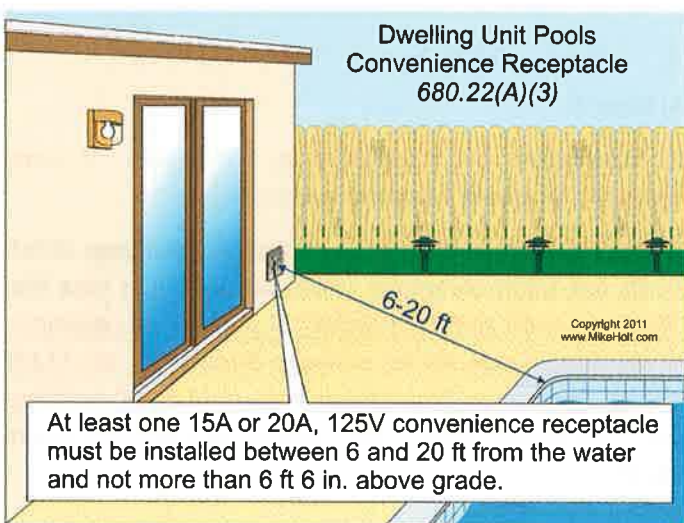 Dwelling Unit Pools
Convenience Receptacle
680.22(A)(3)
6-20 ft
Copyright 2011
www.MikeHolt.com
At least one 15A or 20A, 125V convenience receptacle
must be installed between 6 and 20 ft from the water
and not more than 6 ft 6 in. above grade.